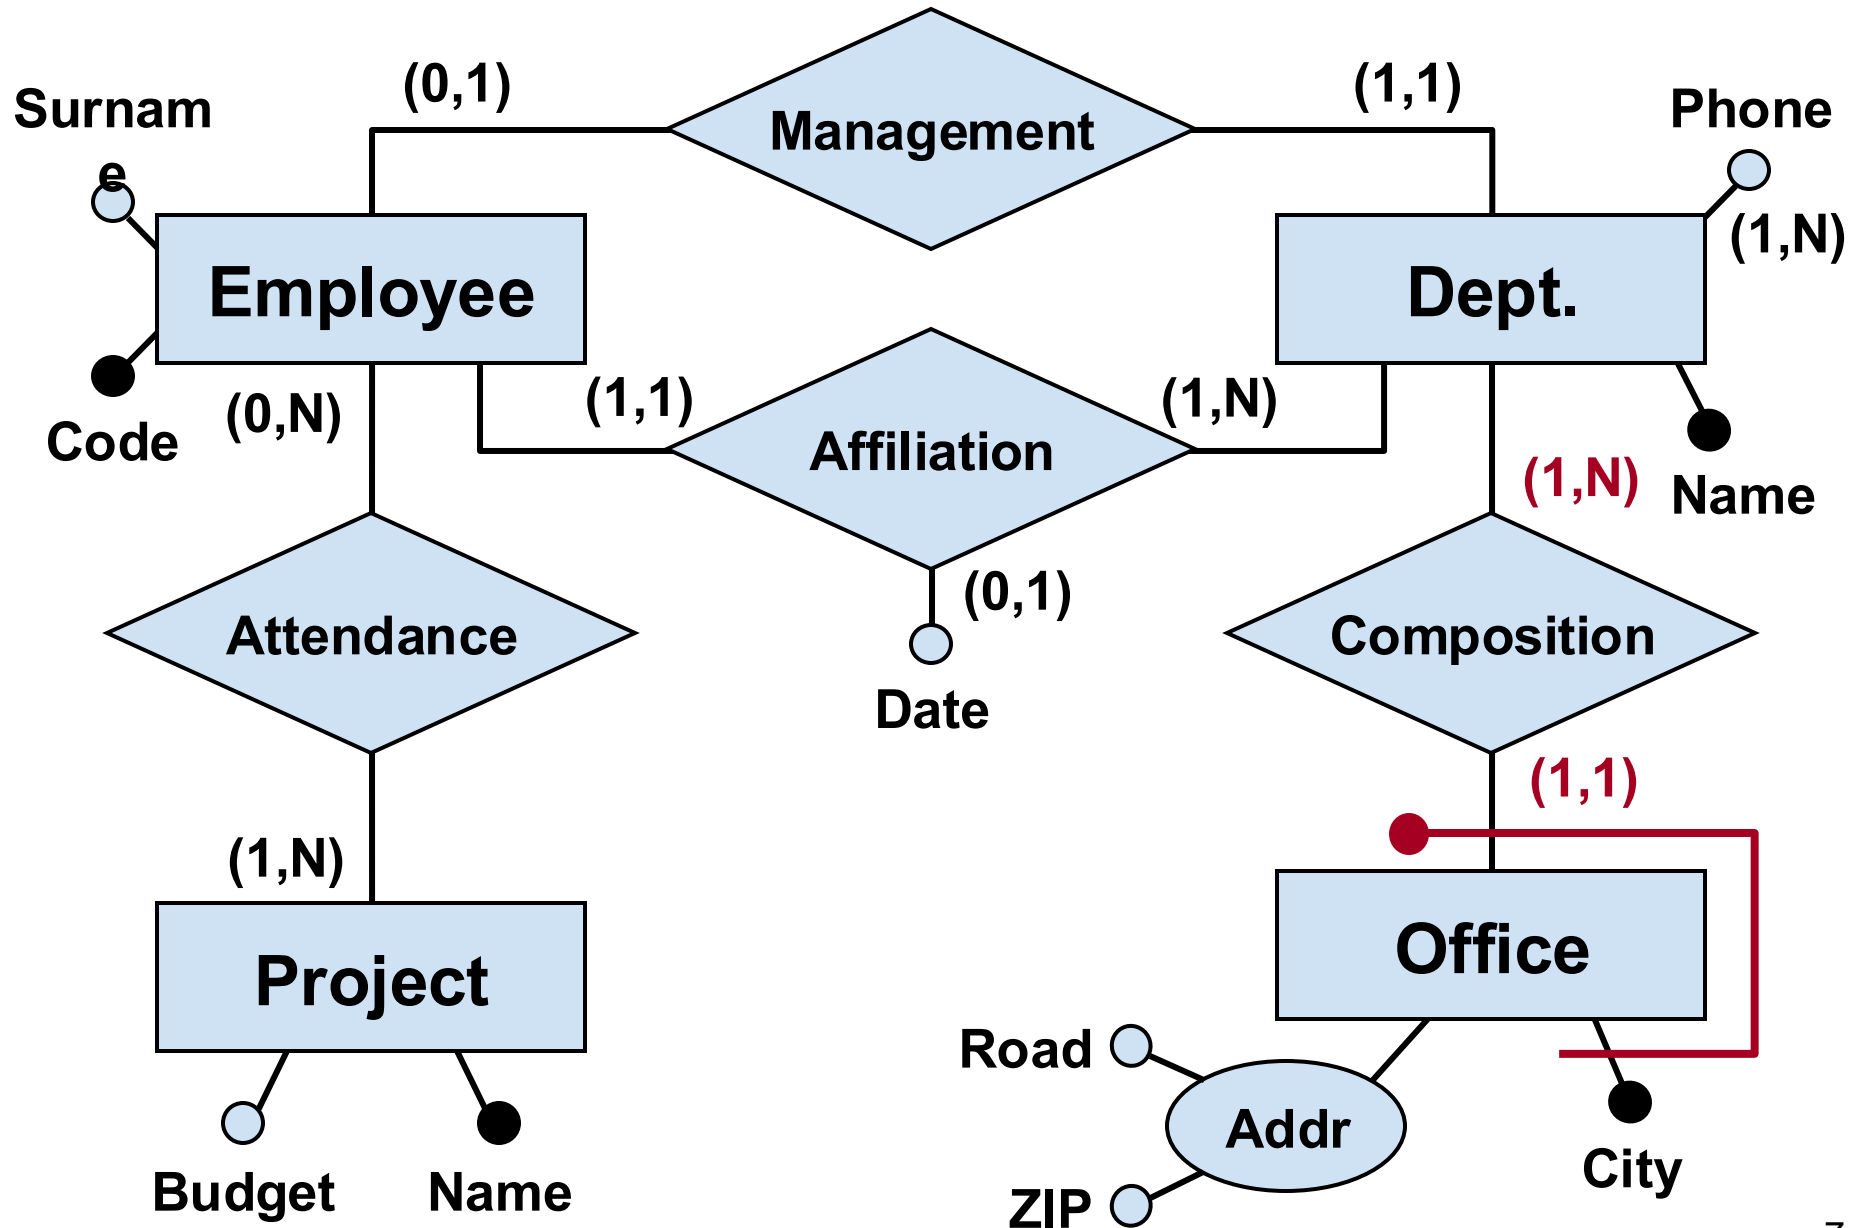 (0,1)
(1,1)
Surnam
e
Management
Phone
(1,N)
Employee
Dept.
Code
(0,N)
(1,1)
Affiliation
(1,N)
(1,N)
Name
(0,1)
Date
Attendance
Composition
(1,1)
(1,N)
Project
Office
Road
Addr
ZIP
City
Budget
Name
7